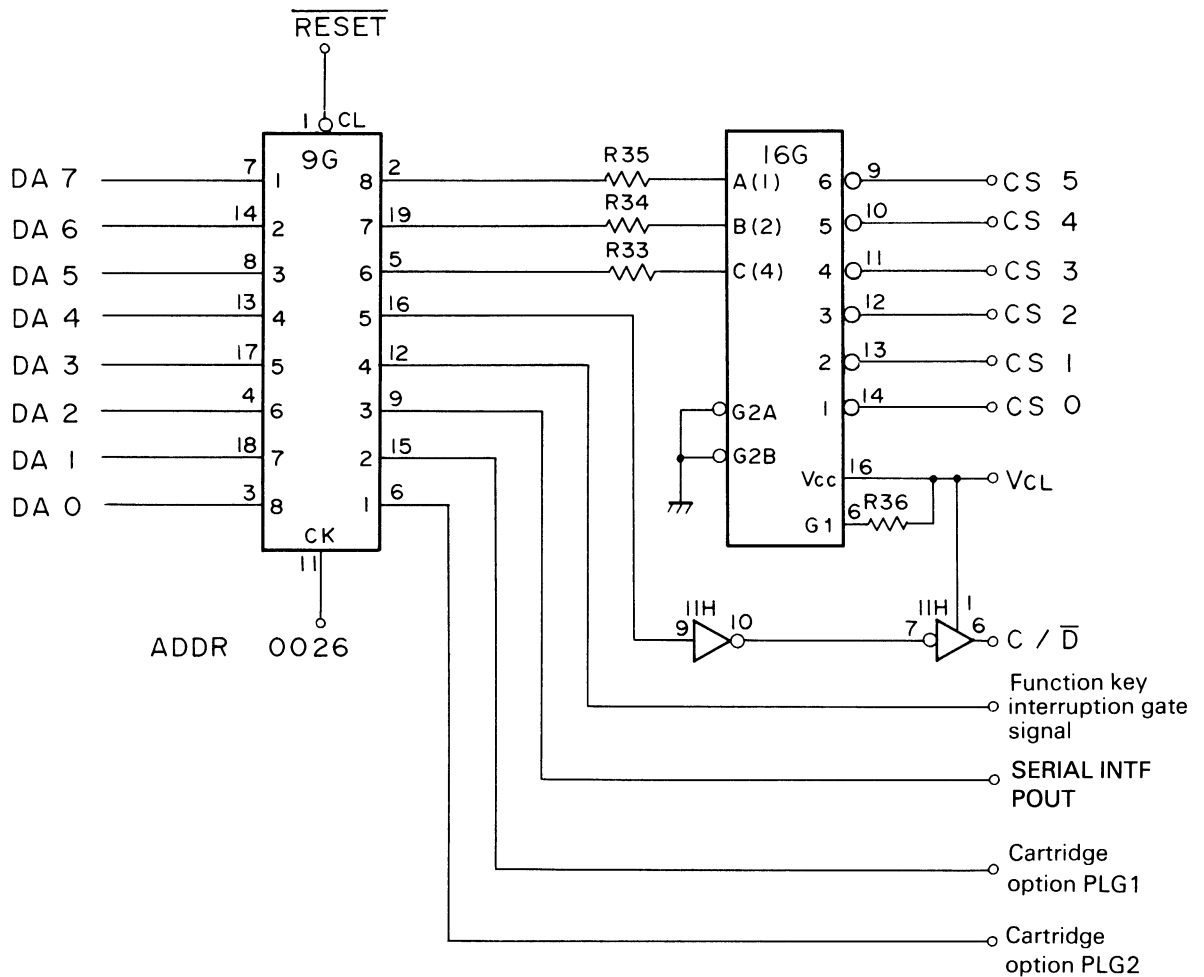 RESET
1 CL
9G
16G
DA 7 7 1 8 2 R35 A(1) 6 9 CS 5
DA 6 14 2 7 19 R34 B(2) 5 10 CS 4
DA 5 8 3 6 5 R33 C(4) 4 11 CS 3
DA 4 13 4 5 16 3 12 CS 2
DA 3 17 5 4 12 2 13 CS 1
DA 2 4 6 3 9 G2A 1 14 CS 0
DA 1 18 7 2 15 G2B Vcc 16 VCL
DA 0 3 8 1 6 G1 6 R36
CK
11
ADDR 0026
9 11H 10 7 11H 1 6 C / D
Function key
interruption gate
signal
SERIAL INTF
POUT
Cartridge
option PLG1
Cartridge
option PLG2